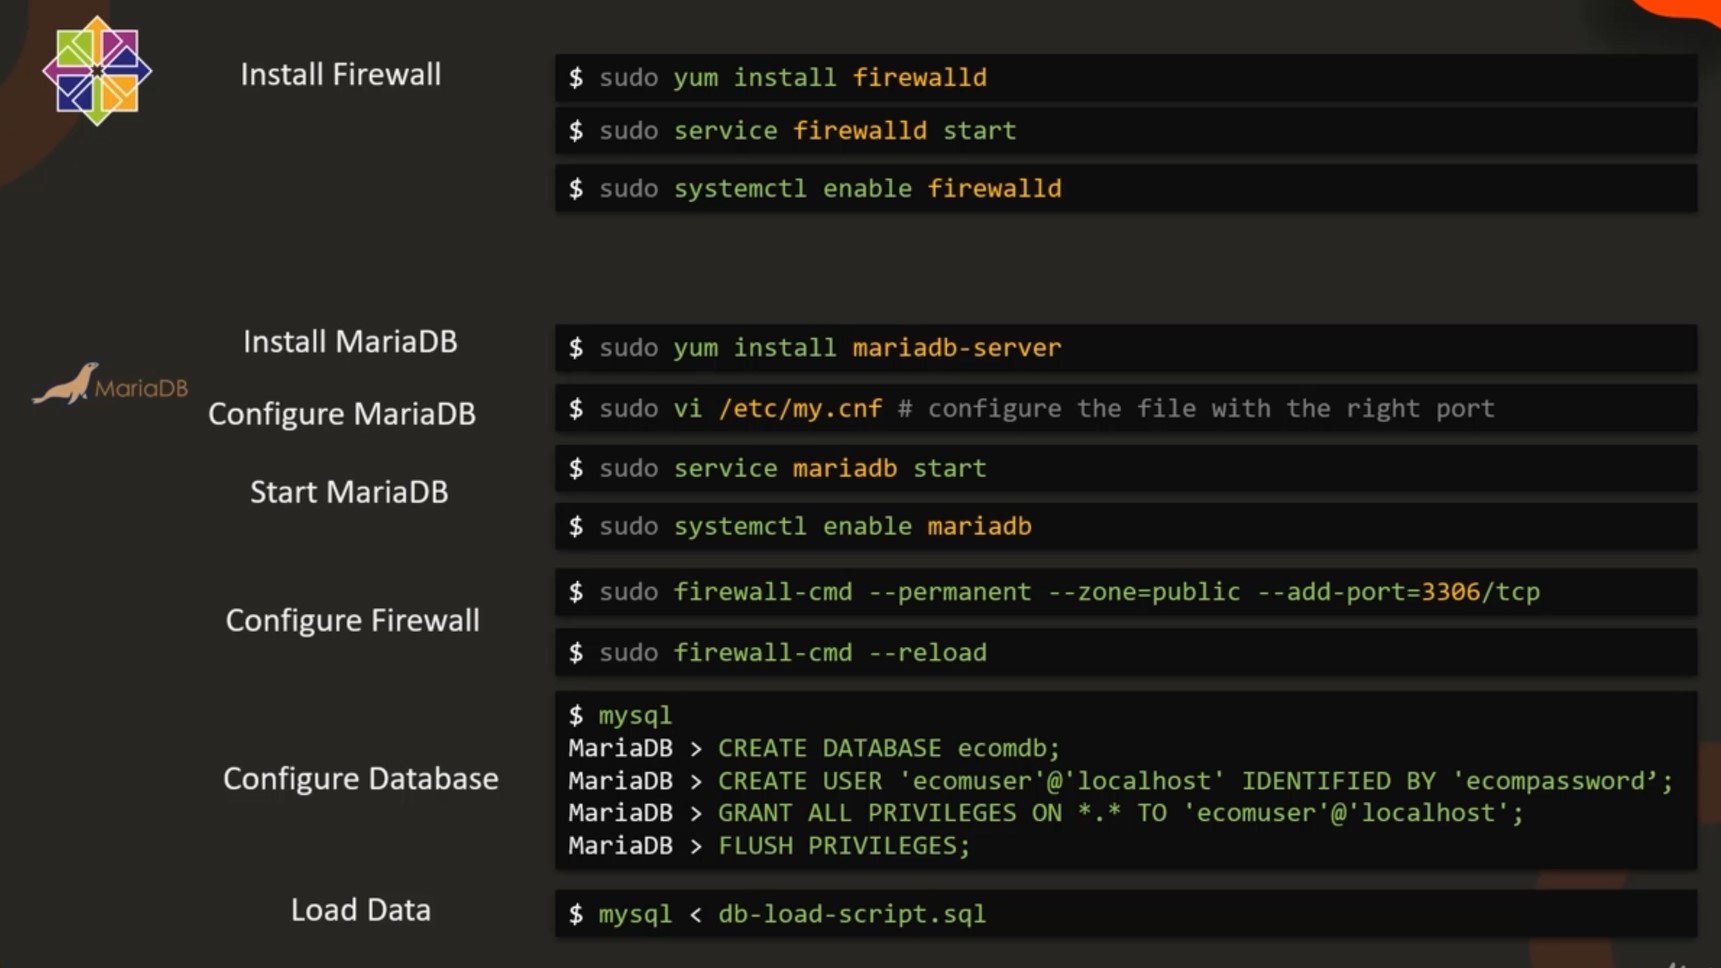 Install Firewall
$ sudo yum install firewalld
$ sudo service firewalld start
$ sudo systemctl enable firewalld
MariaDB
Install MariaDB
$ sudo yum install mariadb-server
Configure MariaDB
$ sudo vi /etc/my.cnf # configure the file with the right port
Start MariaDB
$ sudo service mariadb start
$ sudo systemctl enable mariadb
Configure Firewall
$ sudo firewall-cmd --permanent --zone=public --add-port=3306/tcp
$ sudo firewall-cmd --reload
Configure Database
$ mysql
MariaDB > CREATE DATABASE ecomdb;
MariaDB > CREATE USER 'ecomuser'@'localhost' IDENTIFIED BY 'ecompassword’;
MariaDB > GRANT ALL PRIVILEGES ON *.* TO 'ecomuser'@'localhost';
MariaDB > FLUSH PRIVILEGES;
Load Data
$ mysql < db-load-script.sql